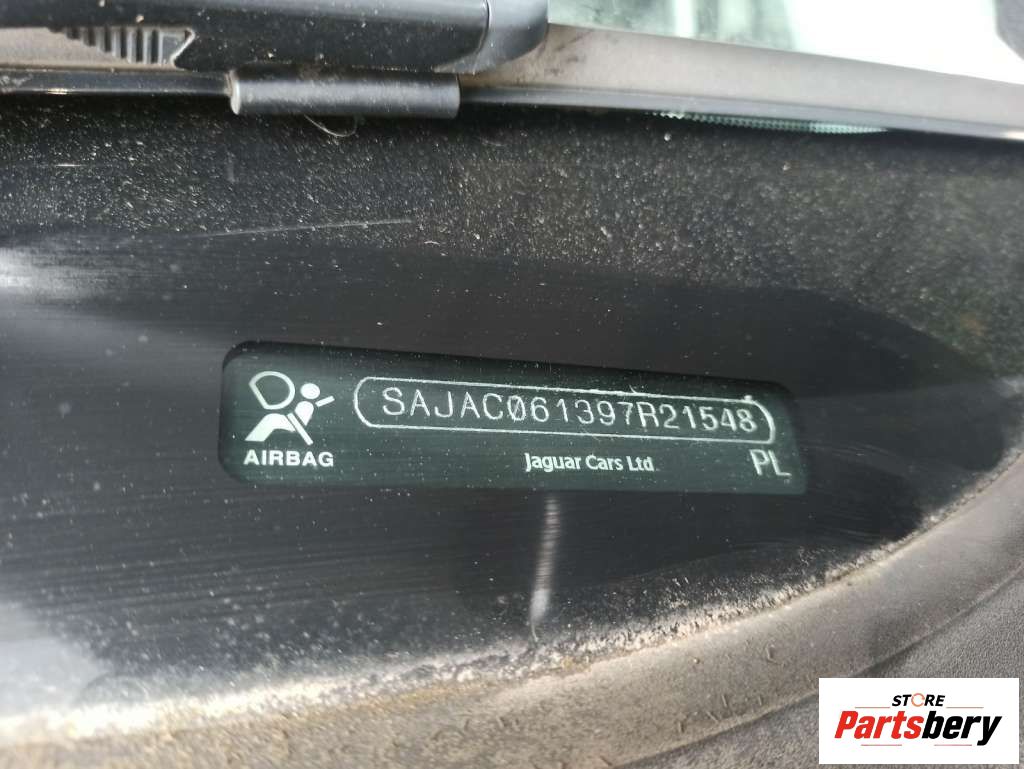 SAJAC061397R21548
AIRBAG
Jaguar Cars Ltd.
PL
STORE
Partsbery